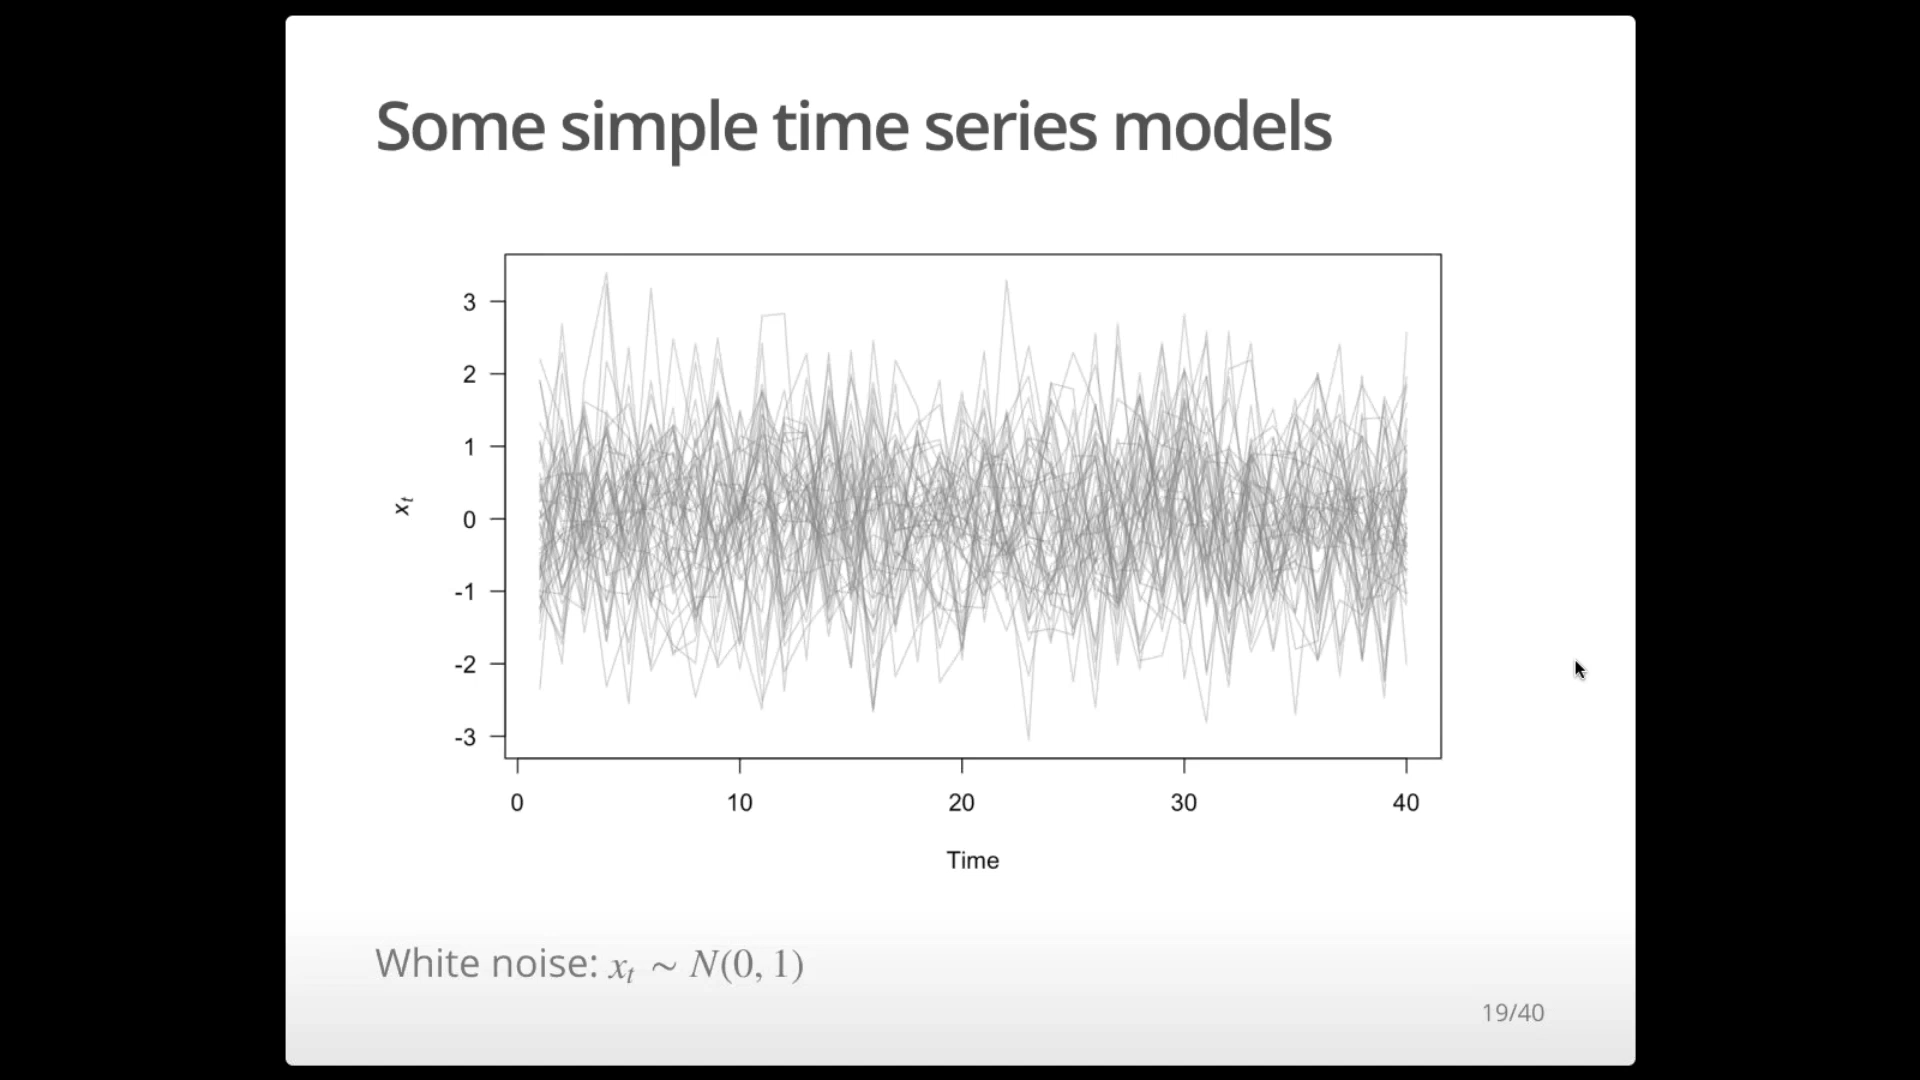 Some simple time series models
3
2
1
0
-1
-2
-3
x_t
0 10 20 30 40
Time
White noise: x_t ∼ N(0, 1)
19/40